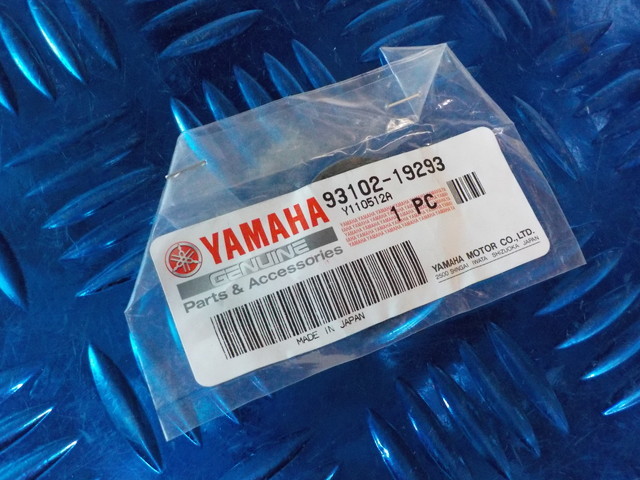 93102-19293
Y110512A
1 PC
YAMAHA
GENUINE
Parts & Accessories
YAMAHA MOTOR CO., LTD.
2500 SHINGAI IWATA SHIZUOKA JAPAN
MADE IN JAPAN